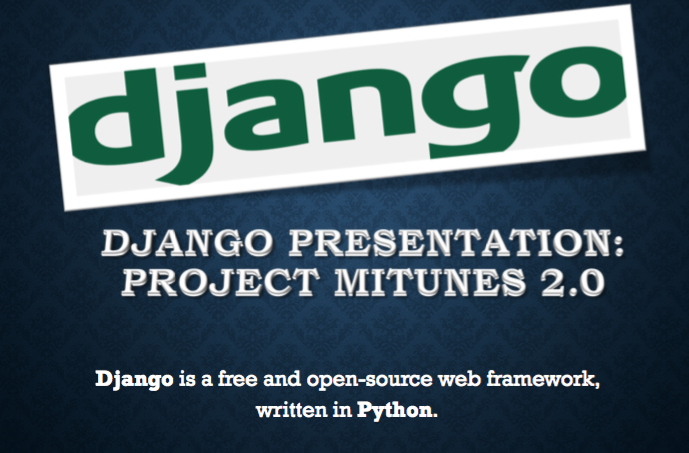 django
DJANGO PRESENTATION:
PROJECT MITUNES 2.0
Django is a free and open-source web framework,
written in Python.